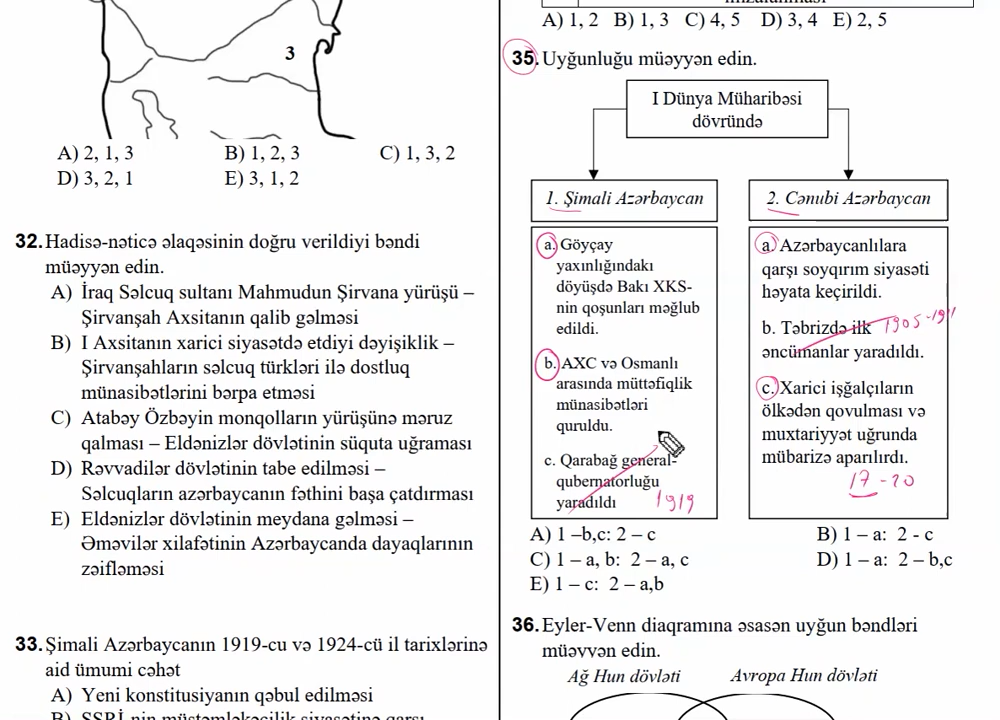 3
A) 2, 1, 3 B) 1, 2, 3 C) 1, 3, 2
D) 3, 2, 1 E) 3, 1, 2
32. Hadisə-nəticə əlaqəsinin doğru verildiyi bəndi
müəyyən edin.
A) İraq Səlcuq sultanı Mahmudun Şirvana yürüşü –
Şirvanşah Axsitanın qalib gəlməsi
B) I Axsitanın xarici siyasətdə etdiyi dəyişiklik –
Şirvanşahların səlcuq türkləri ilə dostluq
münasibətlərini bərpa etməsi
C) Atabəy Özbəyin monqolların yürüşünə məruz
qalması – Eldənizlər dövlətinin süquta uğraması
D) Rəvvadilər dövlətinin tabe edilməsi –
Səlcuqların azərbaycanın fəthini başa çatdırması
E) Eldənizlər dövlətinin meydana gəlməsi –
Əməvilər xilafətinin Azərbaycanda dayaqlarının
zəifləməsi
33. Şimali Azərbaycanın 1919-cu və 1924-cü il tarixlərinə
aid ümumi cəhət
A) Yeni konstitusiyanın qəbul edilməsi
B) SSRİ-nin müstəmləkəçilik siyasətinə qarşı
A) 1, 2 B) 1, 3 C) 4, 5 D) 3, 4 E) 2, 5
35. Uyğunluğu müəyyən edin.
I Dünya Müharibəsi
dövründə
1. Şimali Azərbaycan
a. Göyçay
yaxınlığındakı
döyüşdə Bakı XKS-
nin qoşunları məğlub
edildi.
b. AXC və Osmanlı
arasında müttəfiqlik
münasibətləri
quruldu.
c. Qarabağ general-
qubernatorluğu
yaradıldı 1919
2. Cənubi Azərbaycan
a. Azərbaycanlılara
qarşı soyqırım siyasəti
həyata keçirildi.
b. Təbrizdə ilk 1905-1911
əncümanlar yaradıldı.
c. Xarici işğalçıların
ölkədən qovulması və
muxtariyyət uğrunda
mübarizə aparılırdı.
17-20
A) 1 –b,c: 2 – c B) 1 – a: 2 - c
C) 1 – a, b: 2 – a, c D) 1 – a: 2 – b,c
E) 1 – c: 2 – a,b
36. Eyler-Venn diaqramına əsasən uyğun bəndləri
müəyyən edin.
Ağ Hun dövləti Avropa Hun dövləti